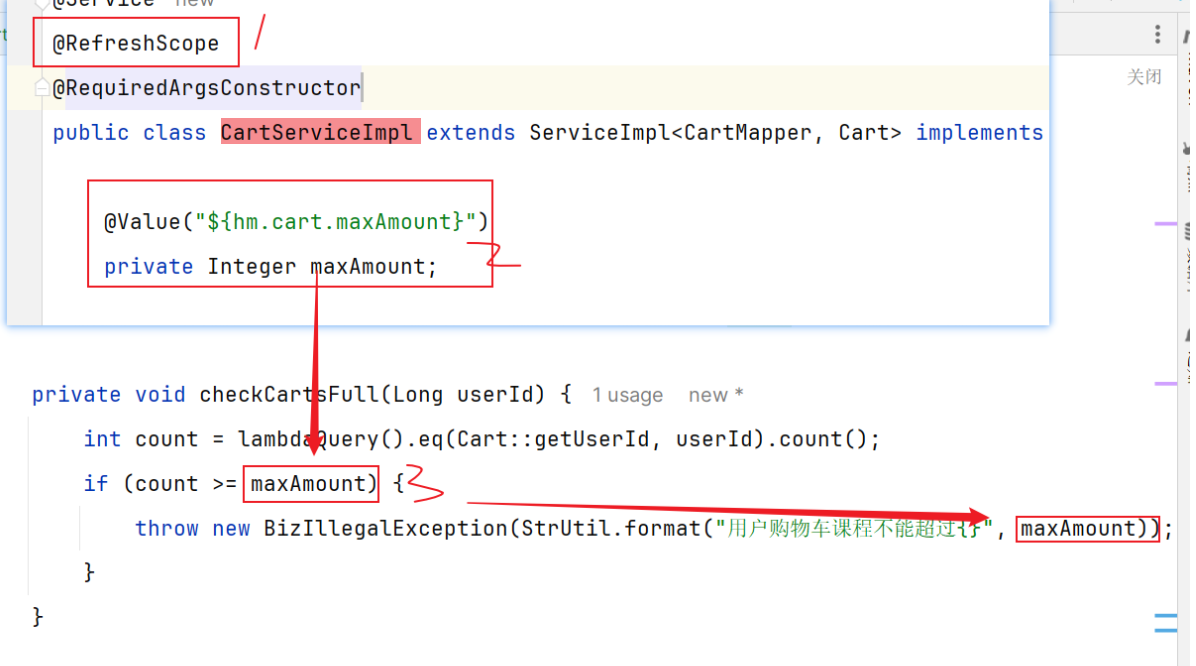 @Service new
@RefreshScope
关闭
@RequiredArgsConstructor
public class CartServiceImpl extends ServiceImpl<CartMapper, Cart> implements
@Value("${hm.cart.maxAmount}")
private Integer maxAmount;
private void checkCartsFull(Long userId) { 1 usage new *
int count = lambdaQuery().eq(Cart::getUserId, userId).count();
if (count >= maxAmount) {
throw new BizIllegalException(StrUtil.format("用户购物车课程不能超过{}", maxAmount));
}
}